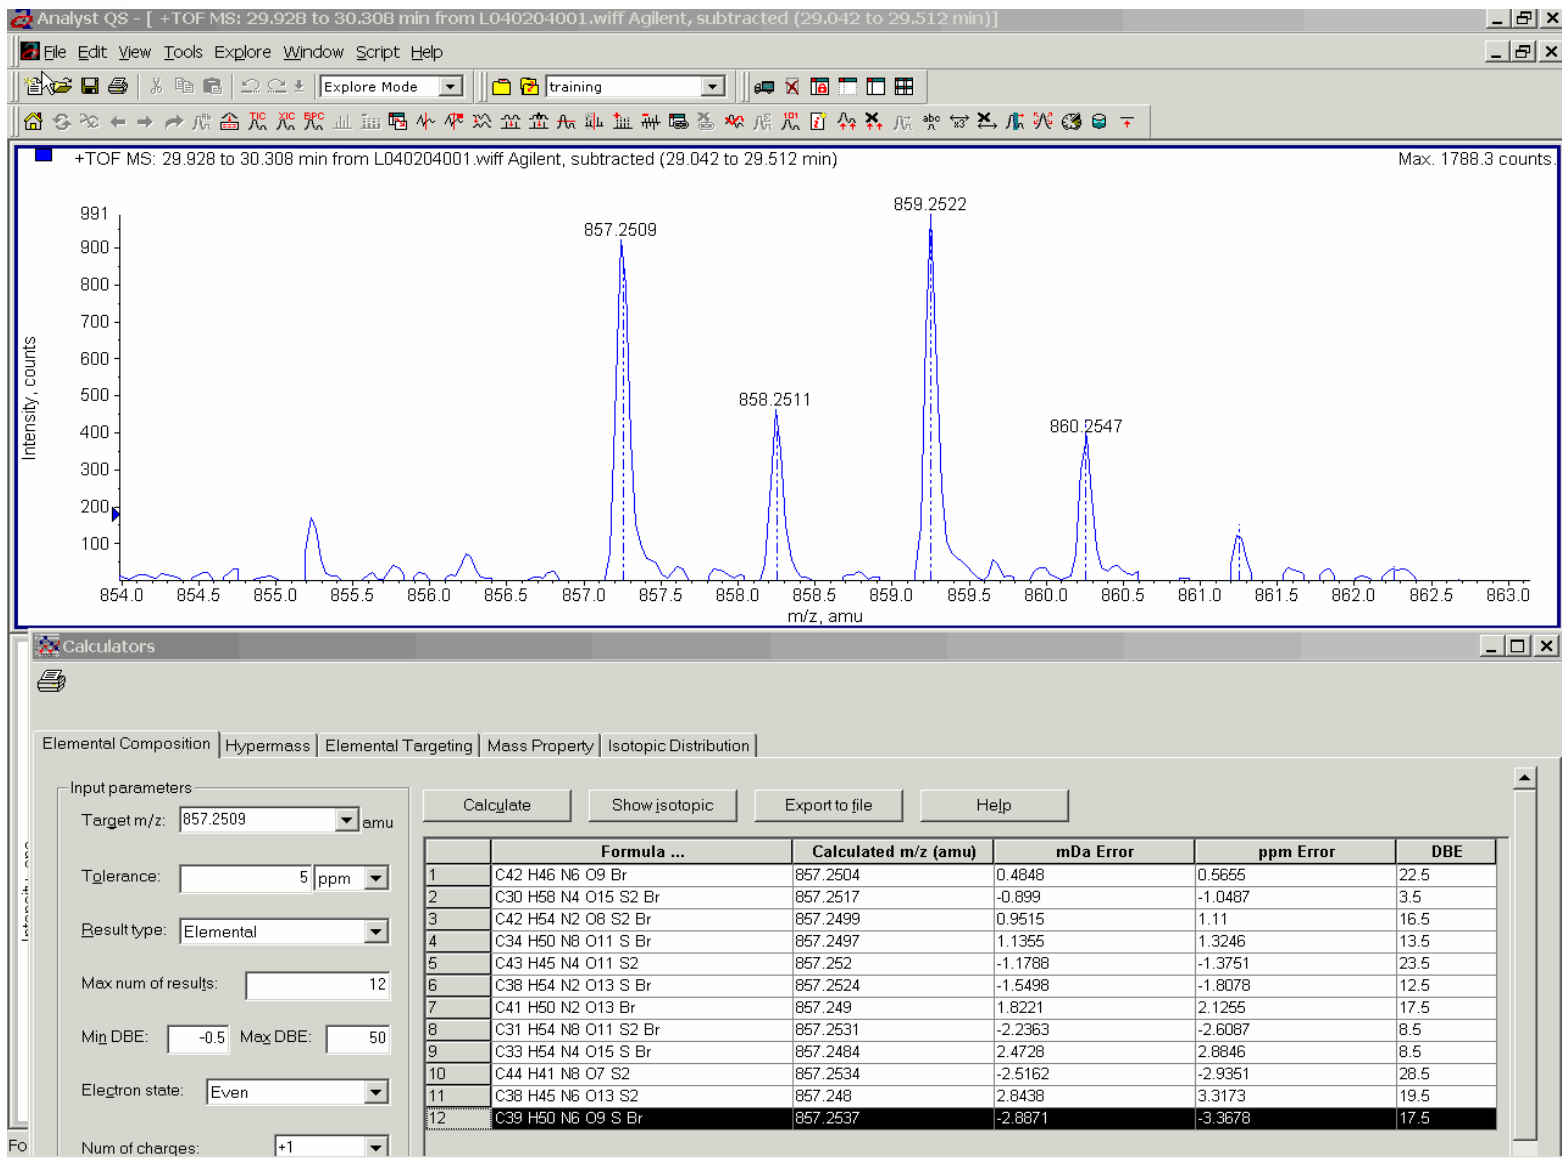 Analyst QS - [ +TOF MS: 29.928 to 30.308 min from L040204001.wiff Agilent, subtracted (29.042 to 29.512 min)]
File Edit View Tools Explore Window Script Help
Explore Mode training
TIC XIC BPC
+TOF MS: 29.928 to 30.308 min from L040204001.wiff Agilent, subtracted (29.042 to 29.512 min) Max. 1788.3 counts.
859.2522
991
857.2509
900
800
700
600
500
858.2511
400
860.2547
300
200
100
Intensity, counts
854.0 854.5 855.0 855.5 856.0 856.5 857.0 857.5 858.0 858.5 859.0 859.5 860.0 860.5 861.0 861.5 862.0 862.5 863.0
m/z, amu
Calculators
Elemental Composition Hypermass Elemental Targeting Mass Property Isotopic Distribution
Input parameters
Target m/z: 857.2509 amu
Tolerance: 5 ppm
Result type: Elemental
Max num of results: 12
Min DBE: -0.5 Max DBE: 50
Electron state: Even
Num of charges: +1
Calculate Show isotopic Export to file Help
Formula ... Calculated m/z (amu) mDa Error ppm Error DBE
1 C42 H46 N6 O9 Br 857.2504 0.4848 0.5655 22.5
2 C30 H58 N4 O15 S2 Br 857.2517 -0.899 -1.0487 3.5
3 C42 H54 N2 O8 S2 Br 857.2499 0.9515 1.11 16.5
4 C34 H50 N8 O11 S Br 857.2497 1.1355 1.3246 13.5
5 C43 H45 N4 O11 S2 857.252 -1.1788 -1.3751 23.5
6 C38 H54 N2 O13 S Br 857.2524 -1.5498 -1.8078 12.5
7 C41 H50 N2 O13 Br 857.249 1.8221 2.1255 17.5
8 C31 H54 N8 O11 S2 Br 857.2531 -2.2363 -2.6087 8.5
9 C33 H54 N4 O15 S Br 857.2484 2.4728 2.8846 8.5
10 C44 H41 N8 O7 S2 857.2534 -2.5162 -2.9351 28.5
11 C38 H45 N6 O13 S2 857.248 2.8438 3.3173 19.5
12 C39 H50 N6 O9 S Br 857.2537 -2.8871 -3.3678 17.5
Fo